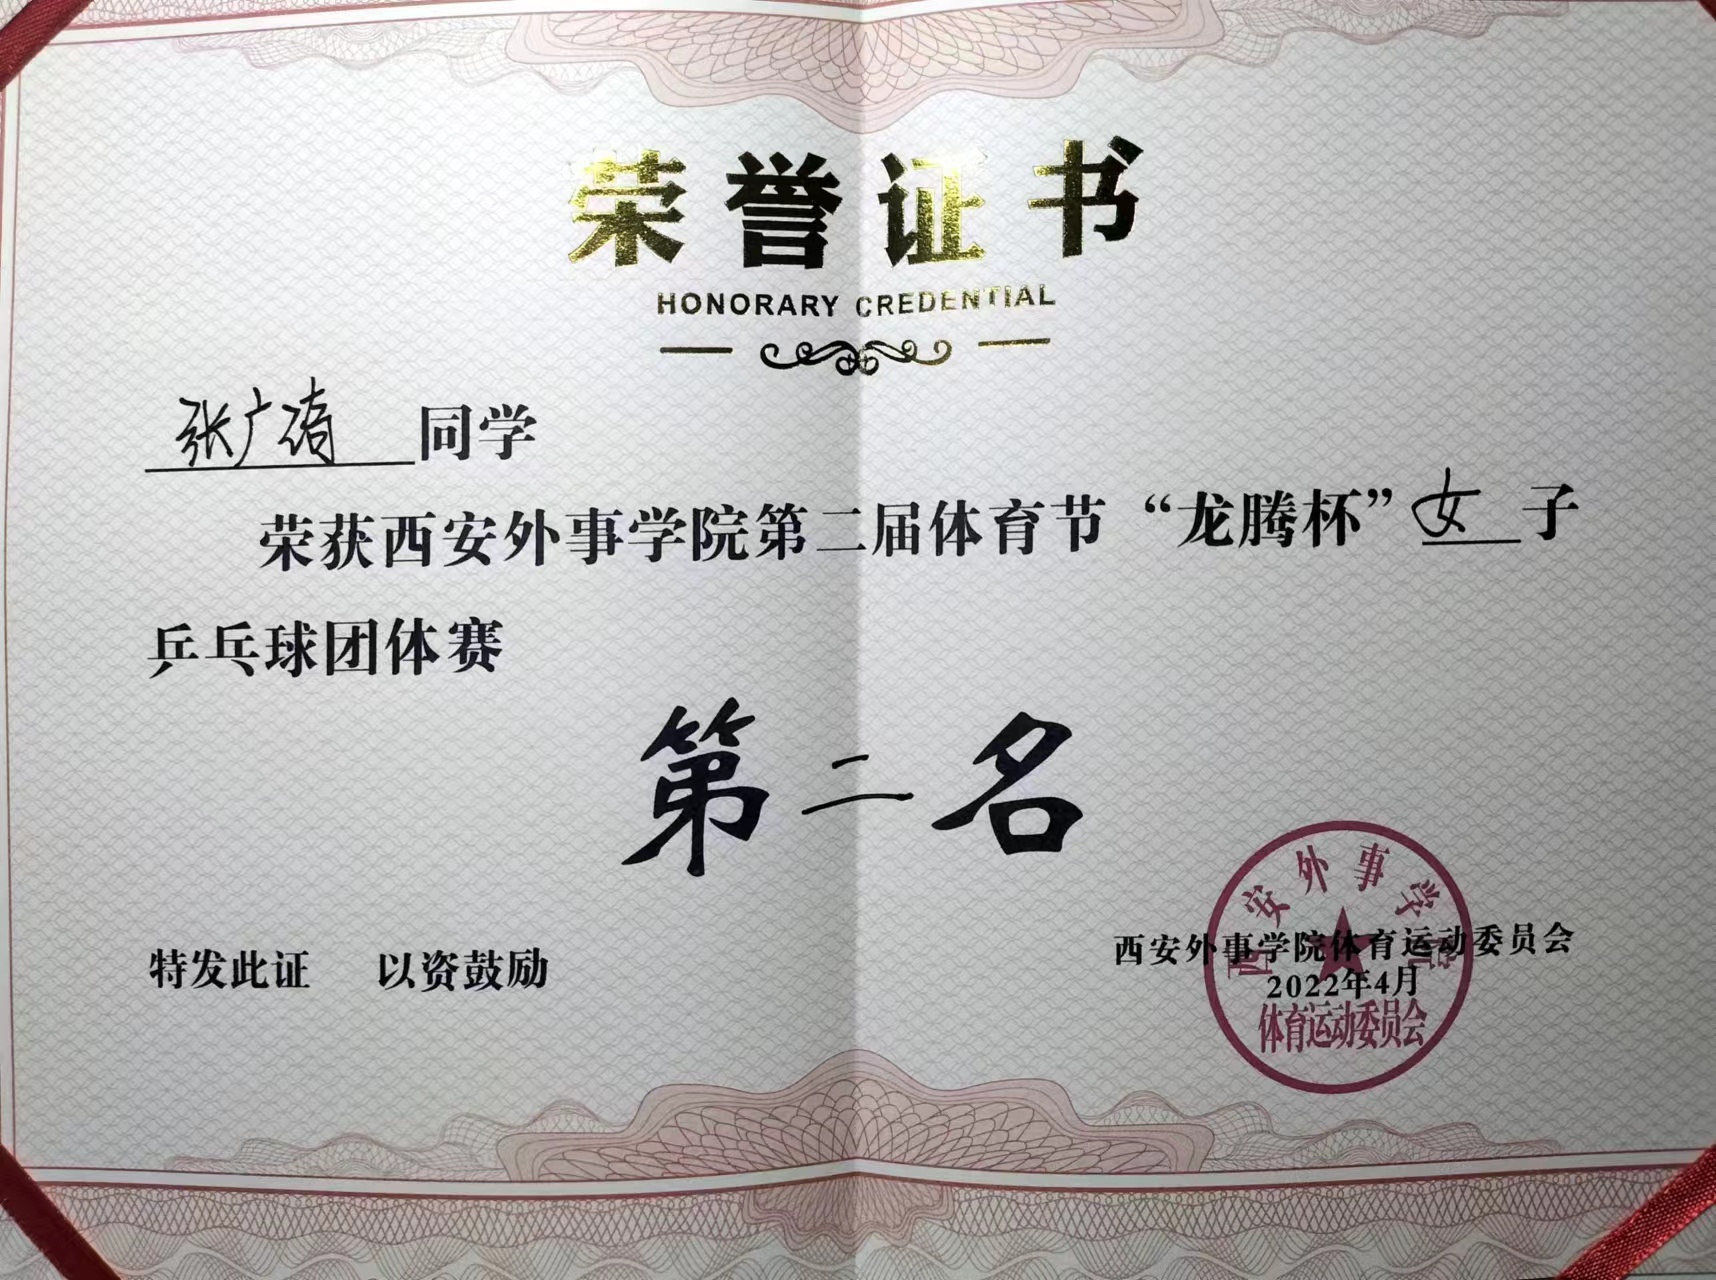 荣誉证书
HONORARY CREDENTIAL
张广清 同学
荣获西安外事学院第二届体育节“龙腾杯”女子
乒乓球团体赛
第二名
特发此证 以资鼓励
西安外事学院体育运动委员会
2022年4月
西安外事学院
体育运动委员会